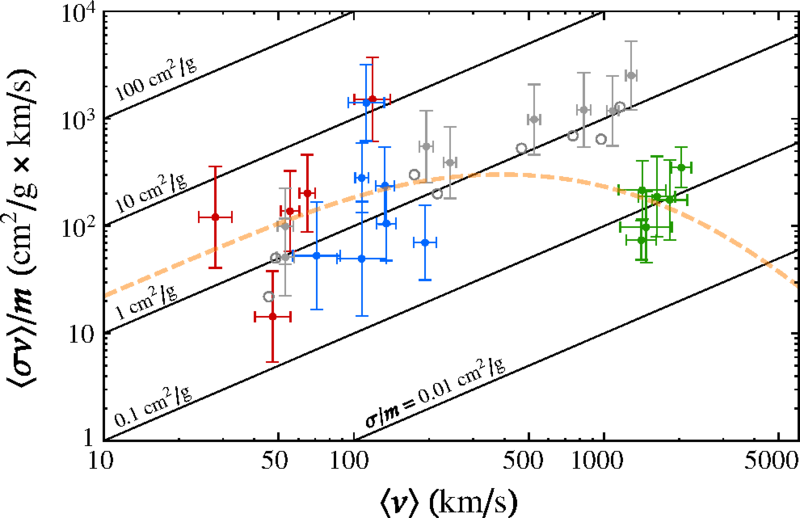 10⁴
10³
10²
10
1
⟨σv⟩/m (cm²/g × km/s)
100 cm²/g
10 cm²/g
1 cm²/g
0.1 cm²/g
σ/m = 0.01 cm²/g
10 50 100 500 1000 5000
⟨v⟩ (km/s)